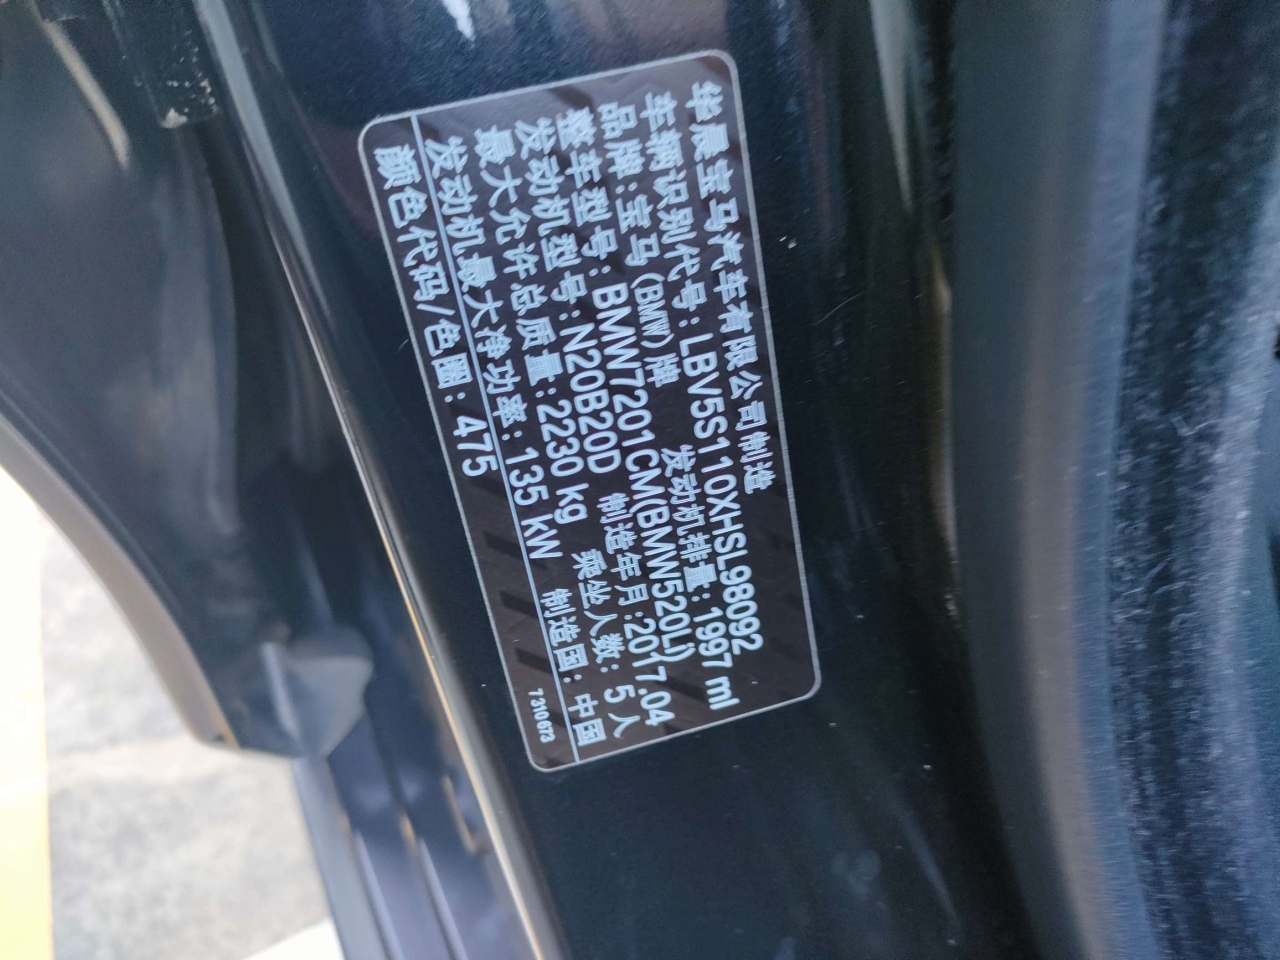 华晨宝马汽车有限公司制造
车辆识别代号：LBV5S110XHSL98092
品牌：宝马(BMW)牌 发动机排量：1997 ml
整车型号：BMW7201CM(BMW520Li)
发动机型号：N20B20D 制造年月：2017.04
最大允许总质量：2230 kg 乘坐人数：5 人
发动机最大净功率：135 kW 制造国：中国
颜色代码/色圈：475
7310673